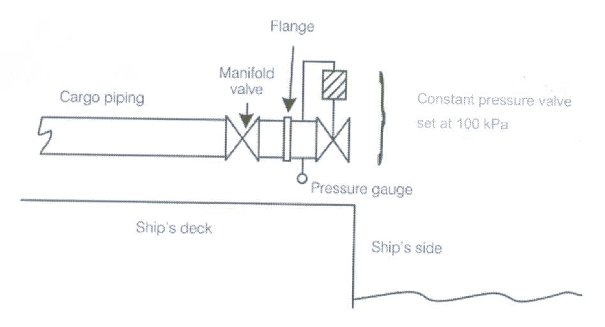 Flange
Manifold
valve
Cargo piping
Constant pressure valve
set at 100 kPa
Pressure gauge
Ship's deck
Ship's side